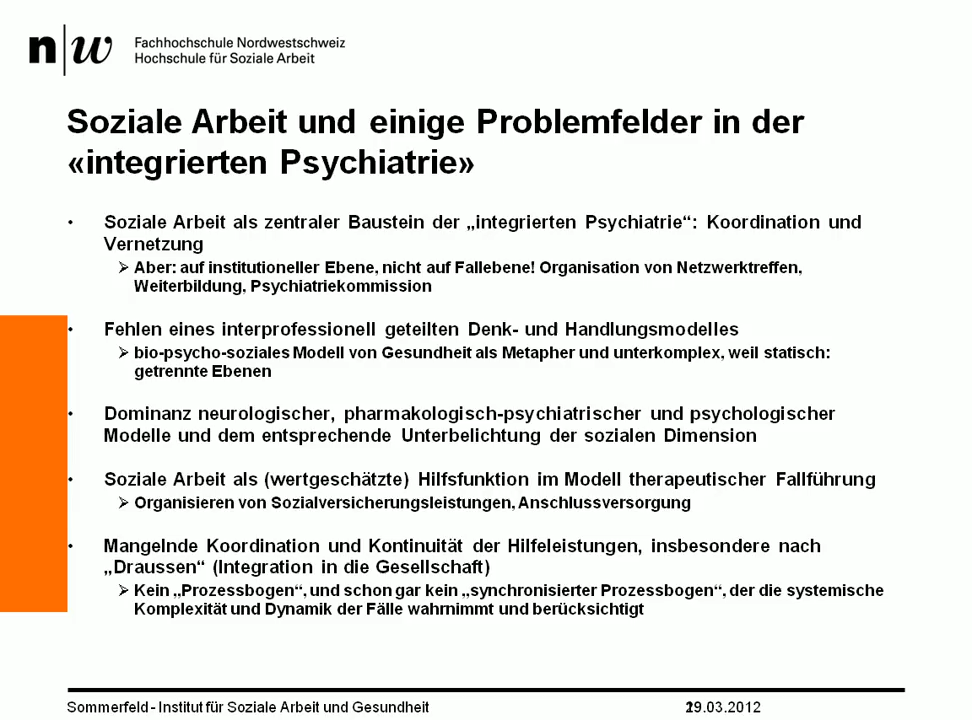 n|w Fachhochschule Nordwestschweiz
Hochschule für Soziale Arbeit
Soziale Arbeit und einige Problemfelder in der
«integrierten Psychiatrie»
• Soziale Arbeit als zentraler Baustein der „integrierten Psychiatrie“: Koordination und
Vernetzung
➢ Aber: auf institutioneller Ebene, nicht auf Fallebene! Organisation von Netzwerktreffen,
Weiterbildung, Psychiatriekommission
• Fehlen eines interprofessionell geteilten Denk- und Handlungsmodelles
➢ bio-psycho-soziales Modell von Gesundheit als Metapher und unterkomplex, weil statisch:
getrennte Ebenen
• Dominanz neurologischer, pharmakologisch-psychiatrischer und psychologischer
Modelle und dem entsprechende Unterbelichtung der sozialen Dimension
• Soziale Arbeit als (wertgeschätzte) Hilfsfunktion im Modell therapeutischer Fallführung
➢ Organisieren von Sozialversicherungsleistungen, Anschlussversorgung
• Mangelnde Koordination und Kontinuität der Hilfeleistungen, insbesondere nach
„Draussen“ (Integration in die Gesellschaft)
➢ Kein „Prozessbogen“, und schon gar kein „synchronisierter Prozessbogen“, der die systemische
Komplexität und Dynamik der Fälle wahrnimmt und berücksichtigt
Sommerfeld - Institut für Soziale Arbeit und Gesundheit 29.03.2012